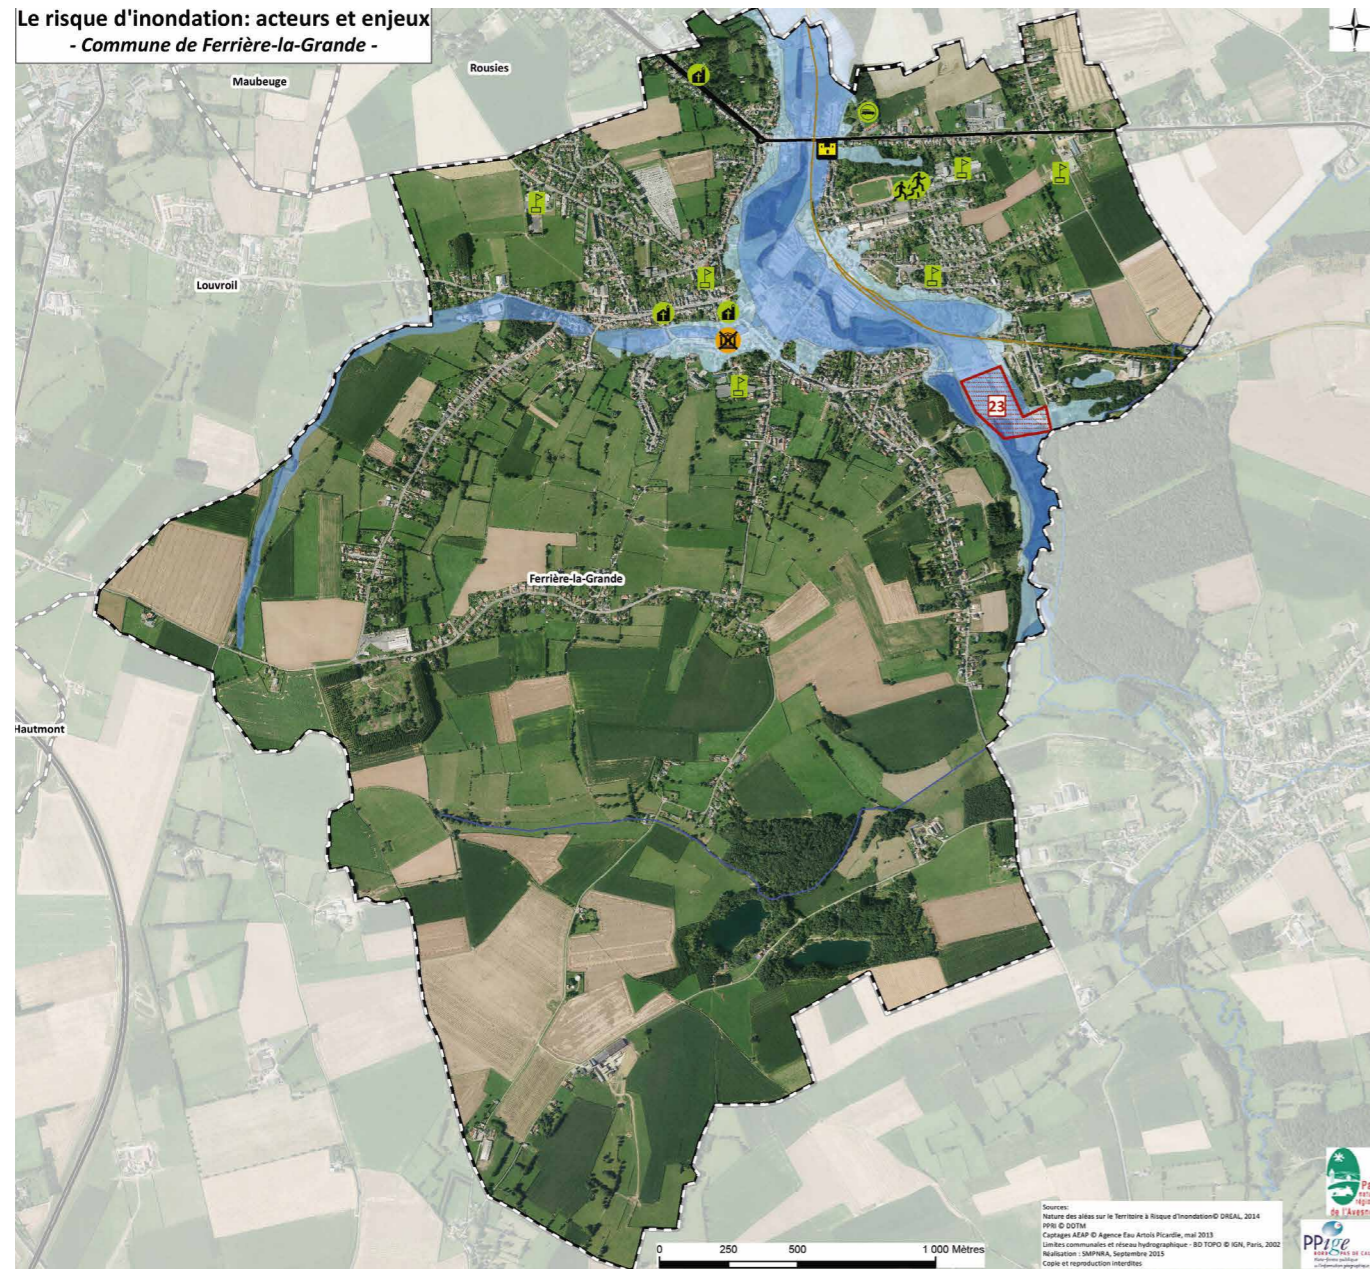 Le risque d'inondation: acteurs et enjeux
- Commune de Ferrière-la-Grande -
Rousies
Maubeuge
Louvroil
23
Ferrière-la-Grande
Hautmont
0 250 500 1 000 Mètres
Sources:
Nature des aléas sur le Territoire à Risque d'Inondation© DREAL, 2014
PPRI © DDTM
Captages AEAP © Agence Eau Artois Picardie, mai 2013
Limites communales et réseau hydrographique - BD TOPO © IGN, Paris, 2002
Réalisation : SMPNRA, Septembre 2015
Copie et reproduction interdites
de l'Avesn
PPige